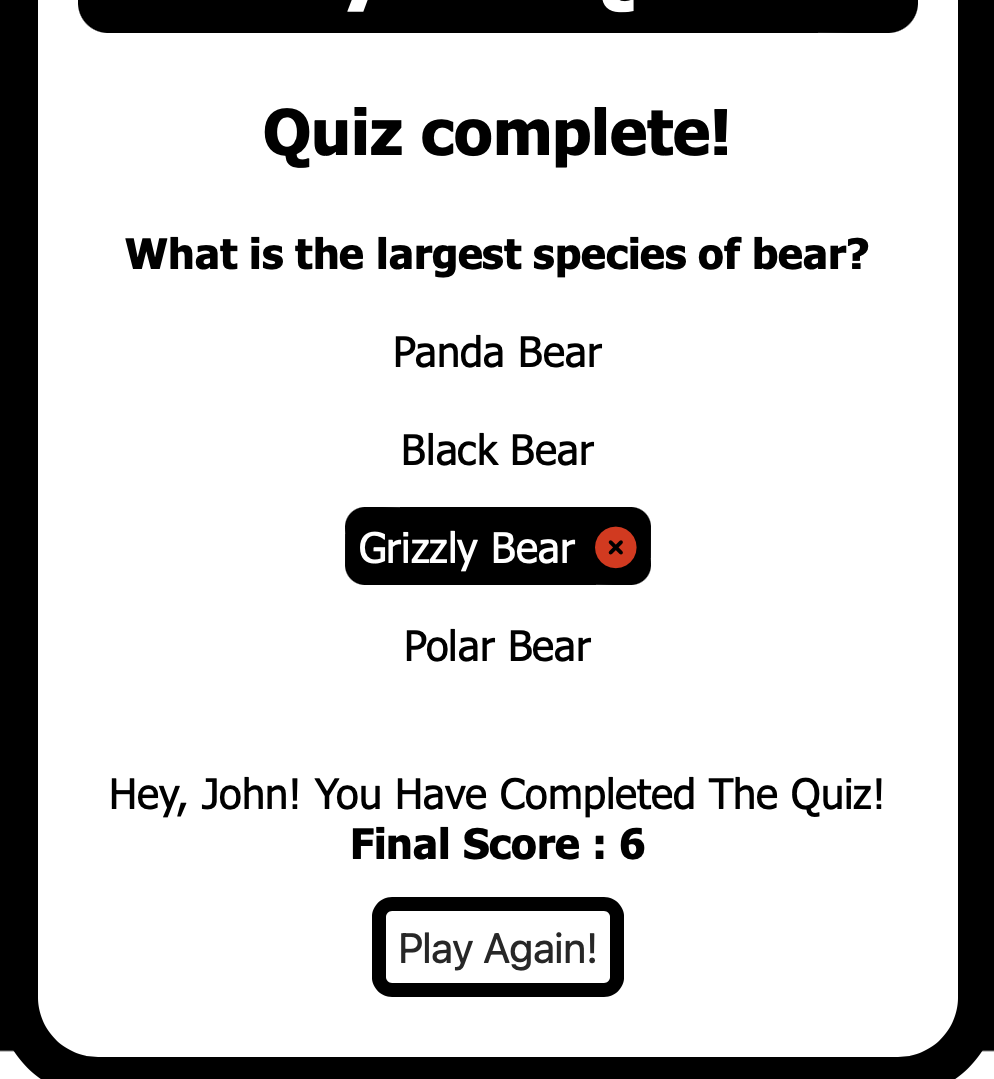 Quiz complete!
What is the largest species of bear?
Panda Bear
Black Bear
Grizzly Bear
Polar Bear
Hey, John! You Have Completed The Quiz!
Final Score : 6
Play Again!